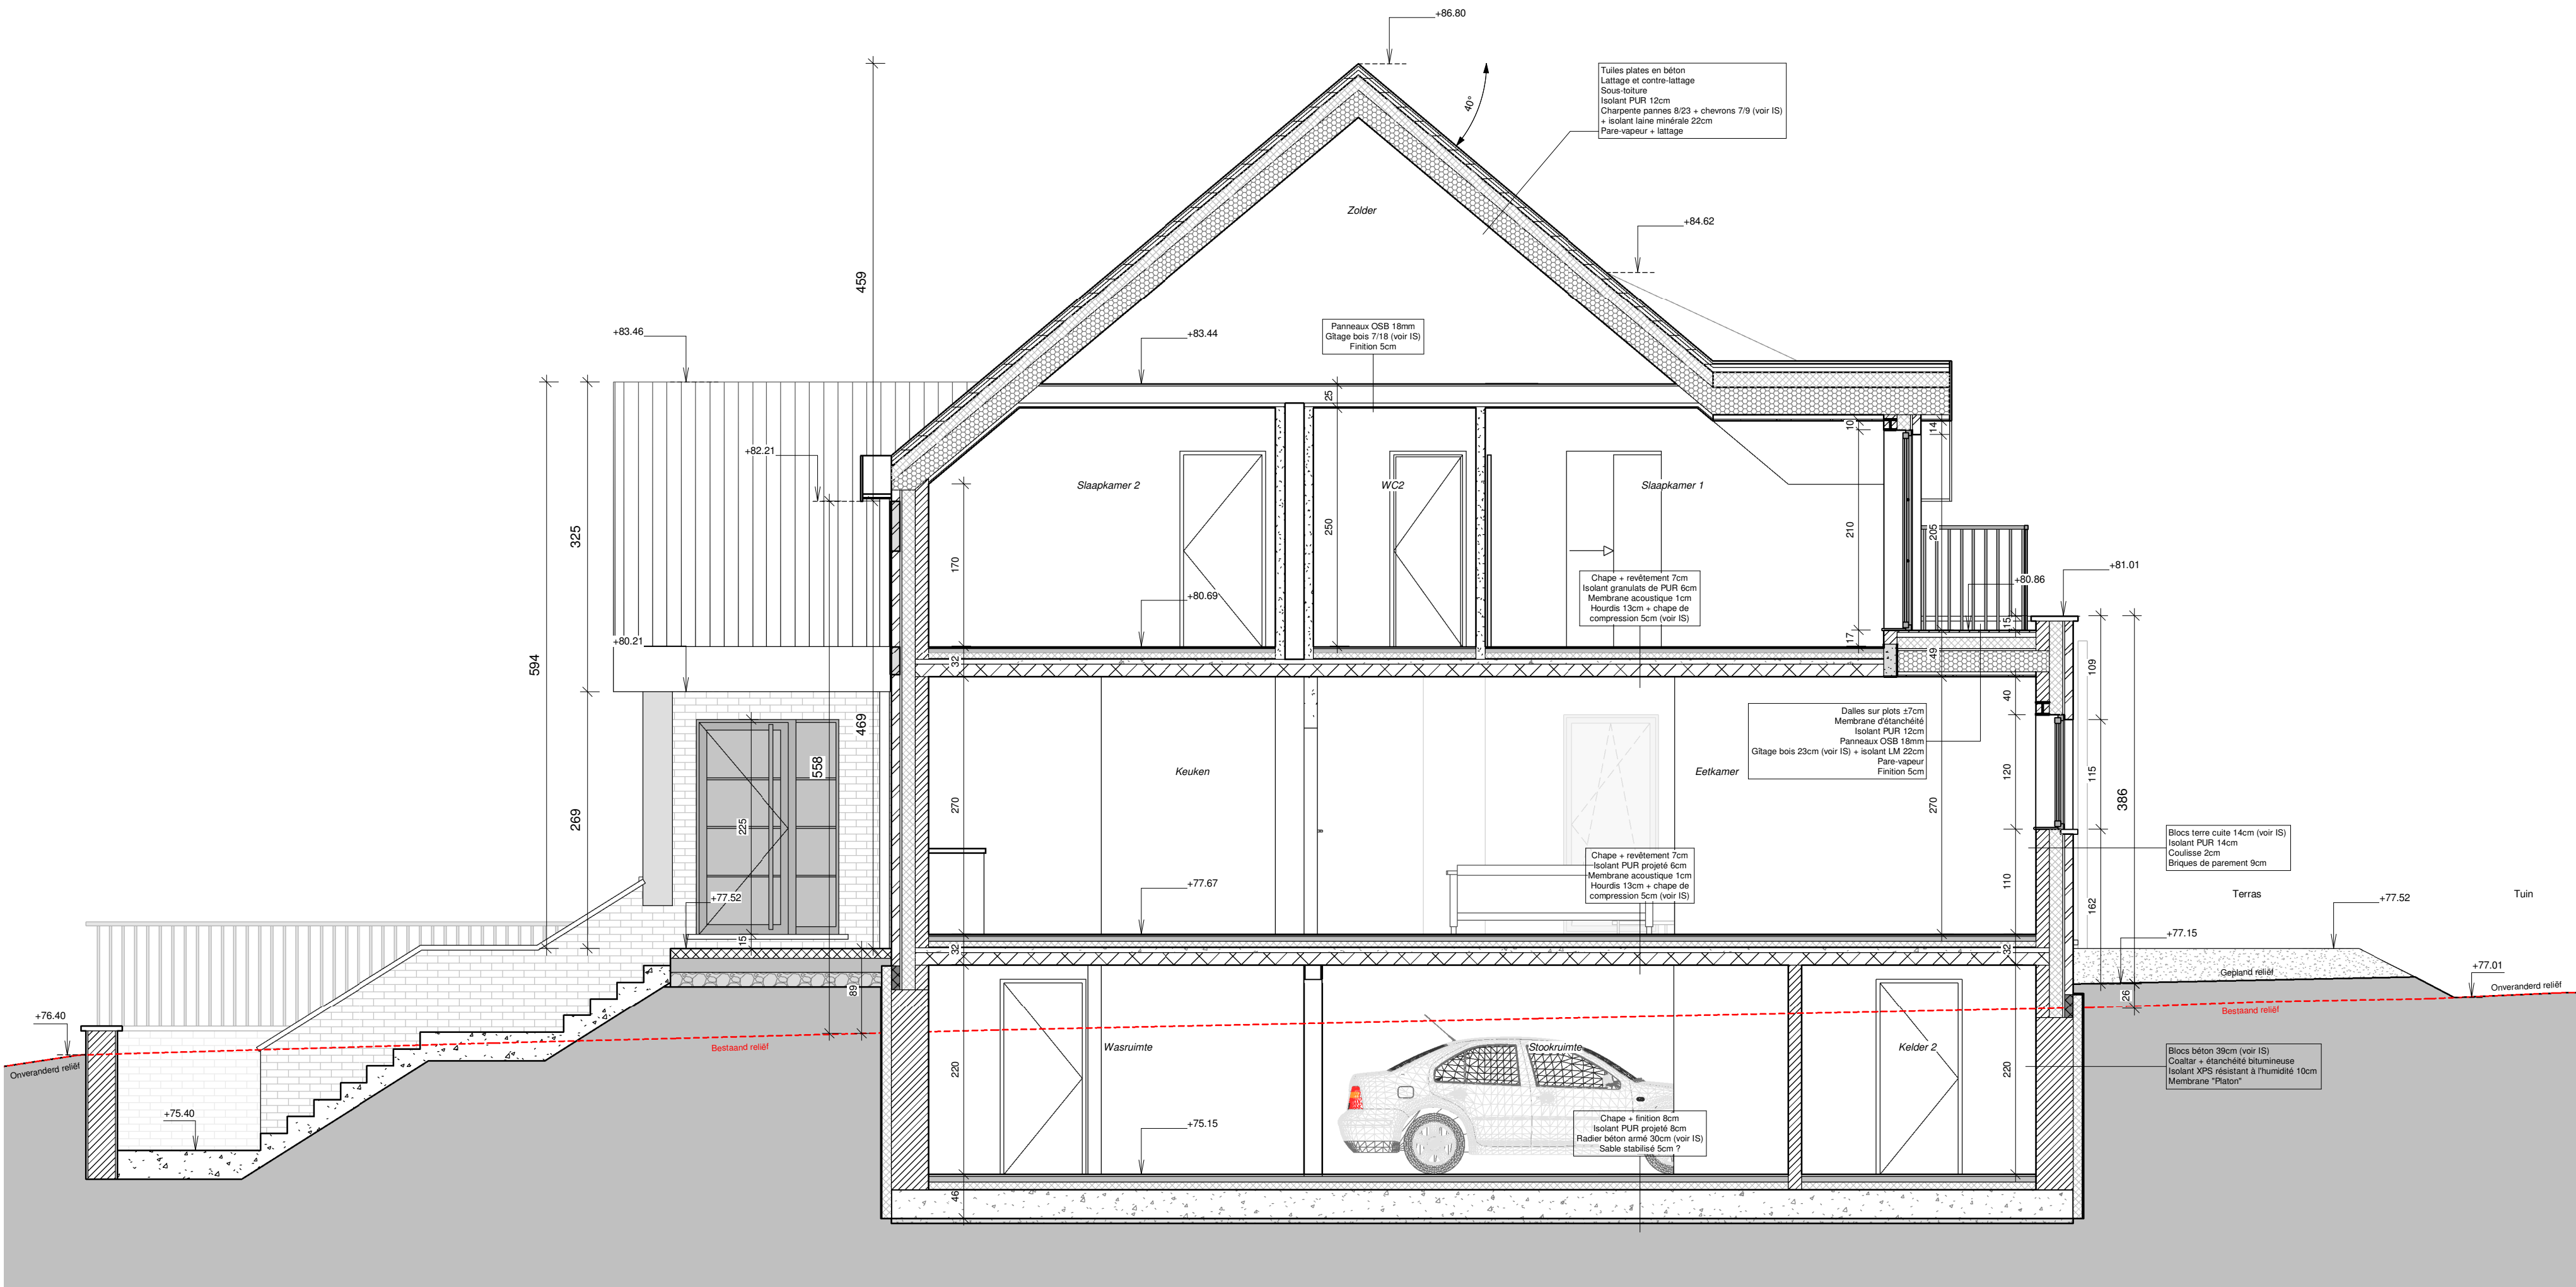 +86.80
Tuiles plates en béton
Lattage et contre-lattage
Sous-toiture
Isolant PUR 12cm
Charpente pannes 8/23 + chevrons 7/9 (voir IS)
+ isolant laine minérale 22cm
Pare-vapeur + lattage
40°
Zolder
+84.62
459
+83.46
+83.44
Panneaux OSB 18mm
Gîtage bois 7/18 (voir IS)
Finition 5cm
25
10
14
+82.21
Slaapkamer 2
WC2
Slaapkamer 1
325
170
250
210
205
594
+80.69
Chape + revêtement 7cm
Isolant granulats de PUR 6cm
Membrane acoustique 1cm
Hourdis 13cm + chape de
compression 5cm (voir IS)
+80.86
+81.01
15
17
+80.21
32
49
109
40
Dalles sur plots ±7cm
Membrane d'étanchéité
Isolant PUR 12cm
Panneaux OSB 18mm
Gîtage bois 23cm (voir IS) + isolant LM 22cm
Pare-vapeur
Finition 5cm
469
558
Keuken
Eetkamer
120
115
386
269
225
270
270
Blocs terre cuite 14cm (voir IS)
Isolant PUR 14cm
Coulisse 2cm
Briques de parement 9cm
Chape + revêtement 7cm
Isolant PUR projeté 6cm
Membrane acoustique 1cm
Hourdis 13cm + chape de
compression 5cm (voir IS)
+77.67
110
162
Terras
Tuin
+77.52
+77.52
15
32
32
+77.15
Gepland reliëf
+77.01
Onveranderd reliëf
89
26
Bestaand reliëf
+76.40
Onveranderd reliëf
Bestaand reliëf
Wasruimte
Stookruimte
Kelder 2
220
220
Blocs béton 39cm (voir IS)
Coaltar + étanchéité bitumineuse
Isolant XPS résistant à l'humidité 10cm
Membrane "Platon"
+75.40
+75.15
Chape + finition 8cm
Isolant PUR projeté 8cm
Radier béton armé 30cm (voir IS)
Sable stabilisé 5cm ?
46